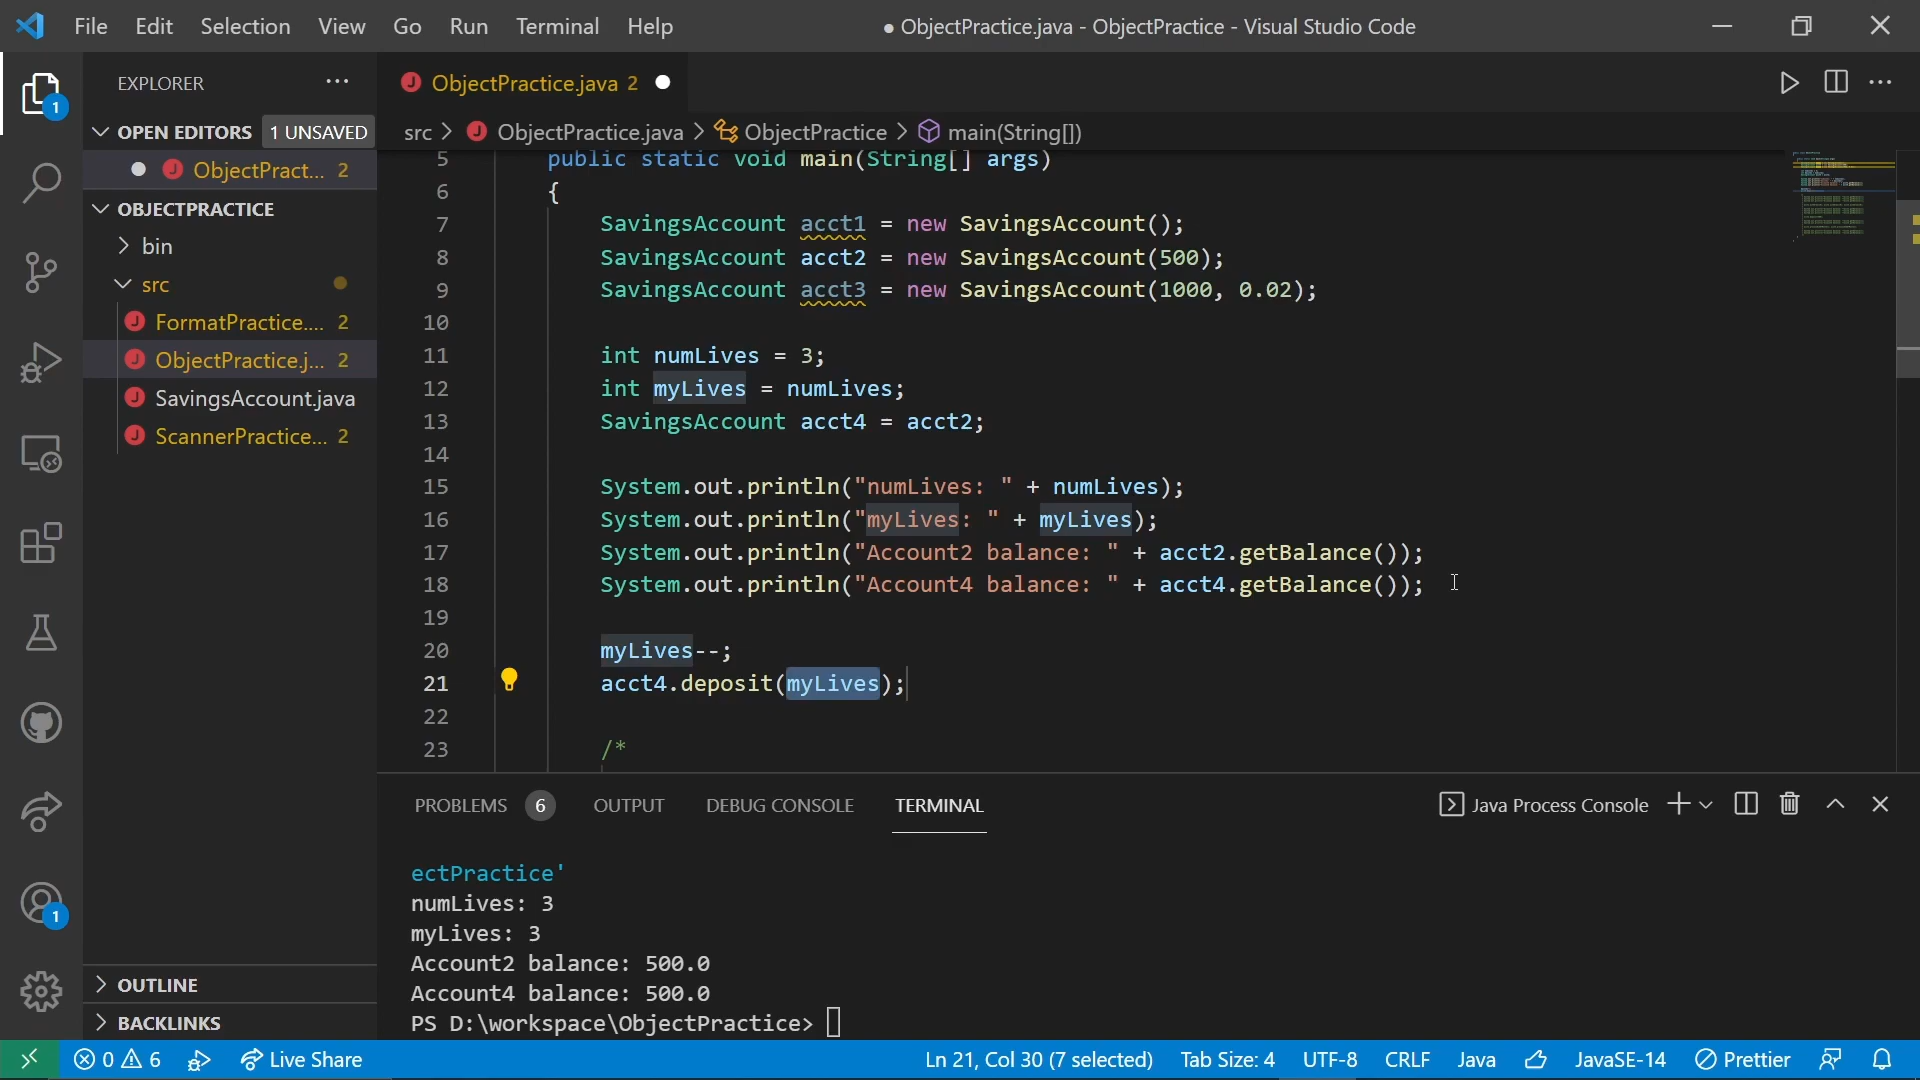 File Edit Selection View Go Run Terminal Help
● ObjectPractice.java - ObjectPractice - Visual Studio Code
EXPLORER
OPEN EDITORS 1 UNSAVED
ObjectPract... 2
OBJECTPRACTICE
bin
src
FormatPractice.... 2
ObjectPractice.j... 2
SavingsAccount.java
ScannerPractice... 2
OUTLINE
BACKLINKS
1
1
J ObjectPractice.java 2
src > J ObjectPractice.java > ObjectPractice > main(String[])
5 public static void main(String[] args)
6 {
7 SavingsAccount acct1 = new SavingsAccount();
8 SavingsAccount acct2 = new SavingsAccount(500);
9 SavingsAccount acct3 = new SavingsAccount(1000, 0.02);
10
11 int numLives = 3;
12 int myLives = numLives;
13 SavingsAccount acct4 = acct2;
14
15 System.out.println("numLives: " + numLives);
16 System.out.println("myLives: " + myLives);
17 System.out.println("Account2 balance: " + acct2.getBalance());
18 System.out.println("Account4 balance: " + acct4.getBalance());
19
20 myLives--;
21 acct4.deposit(myLives);
22
23 /*
PROBLEMS 6 OUTPUT DEBUG CONSOLE TERMINAL Java Process Console
ectPractice'
numLives: 3
myLives: 3
Account2 balance: 500.0
Account4 balance: 500.0
PS D:\workspace\ObjectPractice>
0 6 Live Share Ln 21, Col 30 (7 selected) Tab Size: 4 UTF-8 CRLF Java JavaSE-14 Prettier